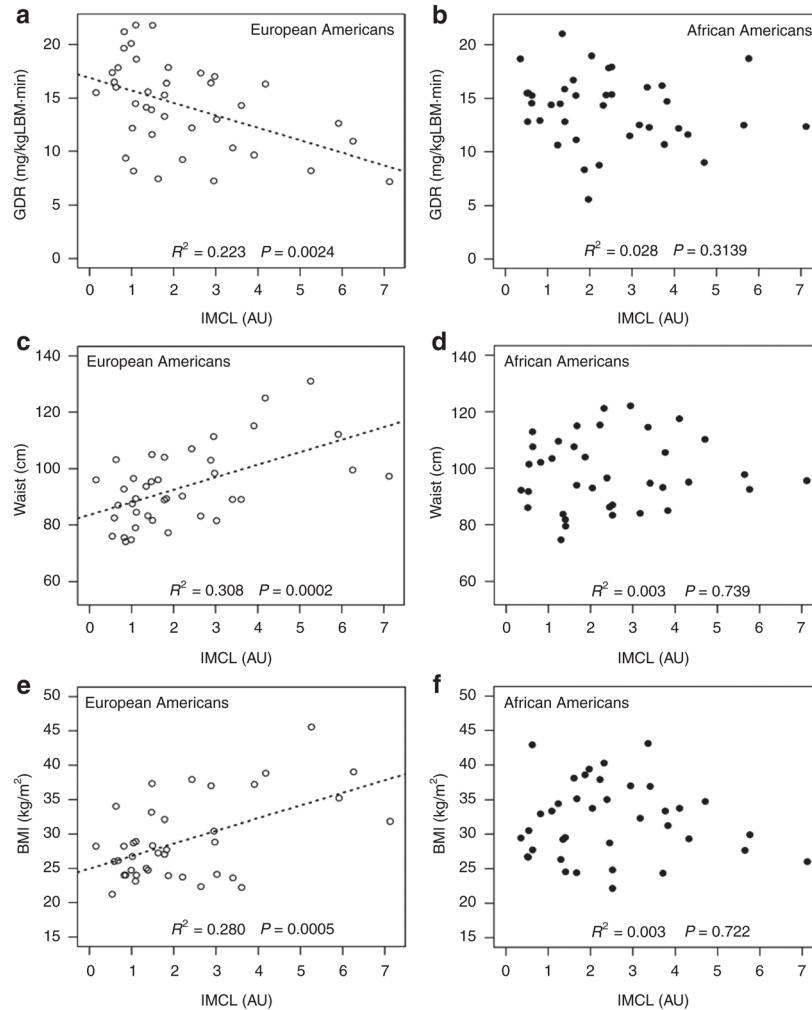 a
European Americans
GDR (mg/kgLBM·min)
20
15
10
5
0
R² = 0.223 P = 0.0024
0 1 2 3 4 5 6 7
IMCL (AU)
b
African Americans
GDR (mg/kgLBM·min)
20
15
10
5
0
R² = 0.028 P = 0.3139
0 1 2 3 4 5 6 7
IMCL (AU)
c
European Americans
Waist (cm)
140
120
100
80
60
R² = 0.308 P = 0.0002
0 1 2 3 4 5 6 7
IMCL (AU)
d
African Americans
Waist (cm)
140
120
100
80
60
R² = 0.003 P = 0.739
0 1 2 3 4 5 6 7
IMCL (AU)
e
European Americans
BMI (kg/m²)
50
45
40
35
30
25
20
15
R² = 0.280 P = 0.0005
0 1 2 3 4 5 6 7
IMCL (AU)
f
African Americans
BMI (kg/m²)
50
45
40
35
30
25
20
15
R² = 0.003 P = 0.722
0 1 2 3 4 5 6 7
IMCL (AU)